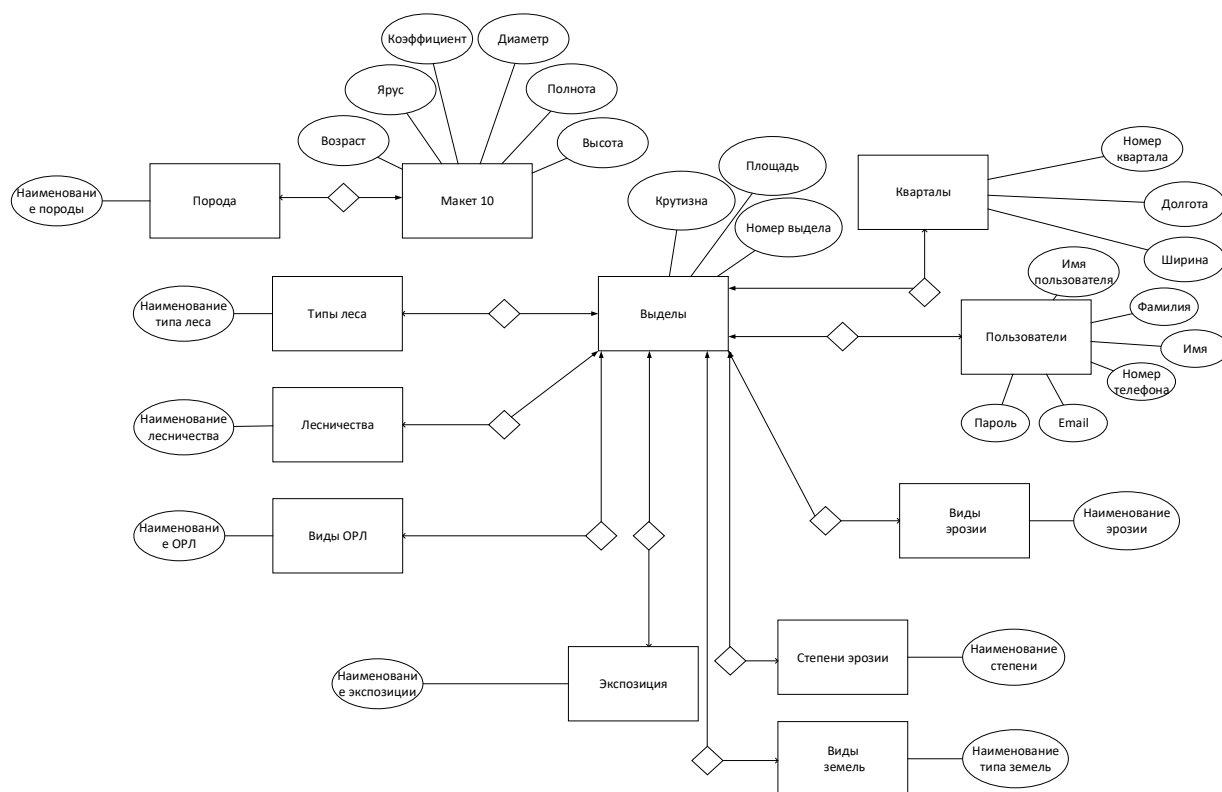 Коэффициент
Диаметр
Ярус
Полнота
Возраст
Высота
Наименовани
е породы
Порода
Макет 10
Площадь
Крутизна
Номер выдела
Кварталы
Номер
квартала
Долгота
Ширина
Наименование
типа леса
Типы леса
Выделы
Имя
пользователя
Фамилия
Пользователи
Имя
Номер
телефона
Пароль
Email
Наименование
лесничества
Лесничества
Наименовани
е ОРЛ
Виды ОРЛ
Виды
эрозии
Наименование
эрозии
Наименовани
е экспозиции
Экспозиция
Степени эрозии
Наименование
степени
Виды
земель
Наименование
типа земель